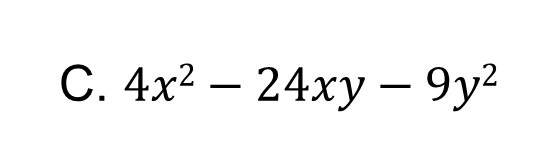 C. 4x² – 24xy – 9y²